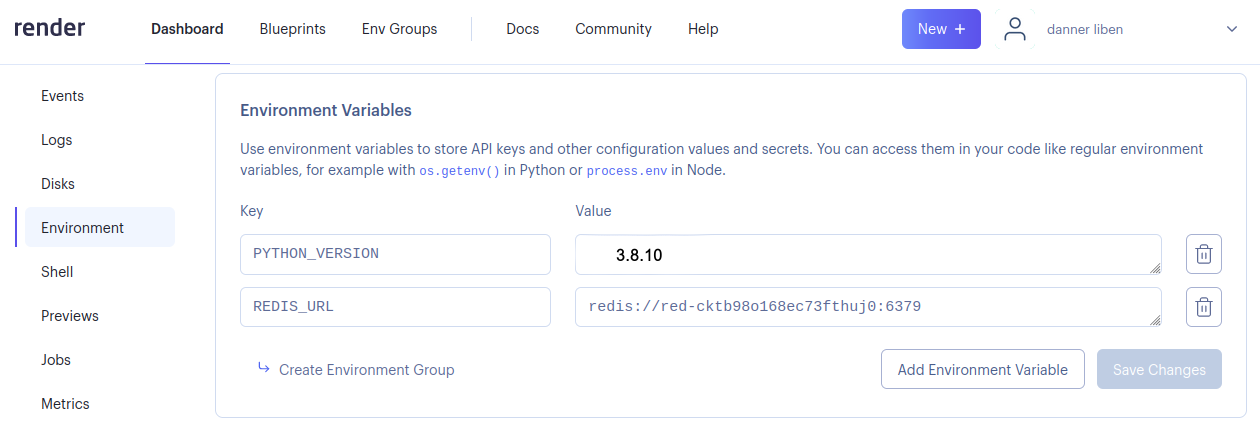 render Dashboard Blueprints Env Groups Docs Community Help New + danner liben
Events
Logs
Disks
Environment
Shell
Previews
Jobs
Metrics
Environment Variables
Use environment variables to store API keys and other configuration values and secrets. You can access them in your code like regular environment
variables, for example with os.getenv() in Python or process.env in Node.
Key Value
PYTHON_VERSION 3.8.10
REDIS_URL redis://red-cktb98o168ec73fthuj0:6379
Create Environment Group Add Environment Variable Save Changes